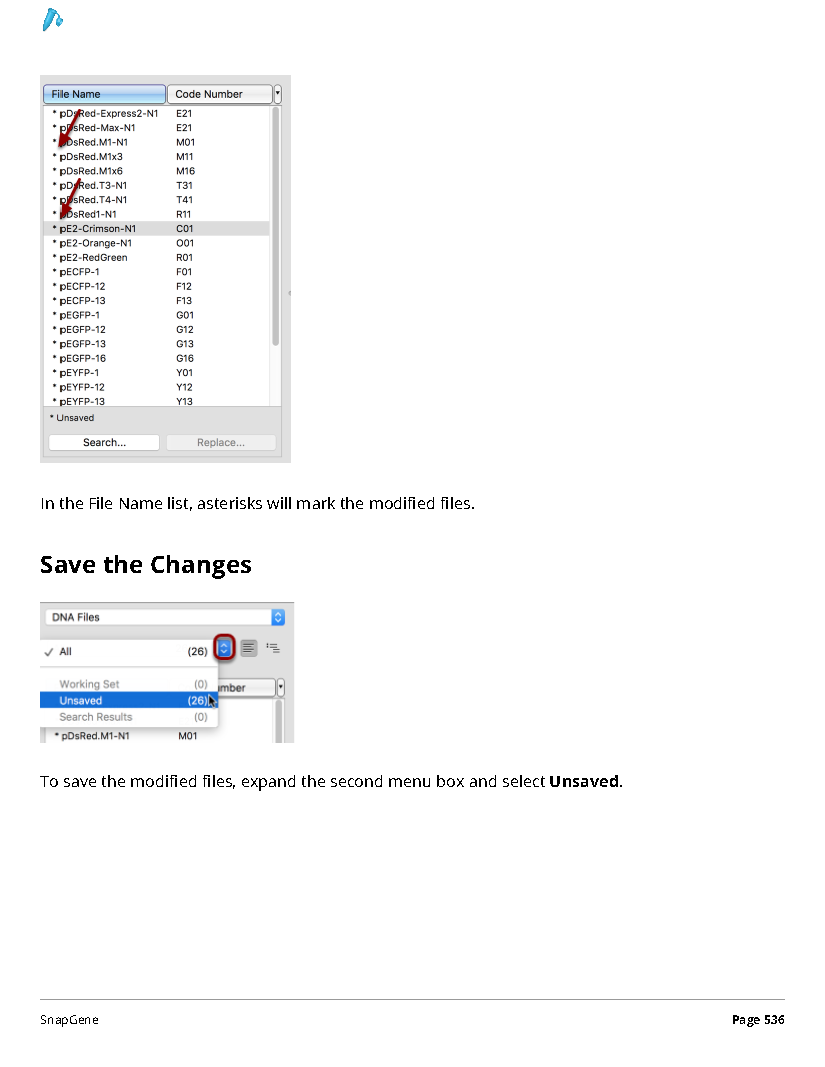 File Name Code Number
* pDsRed-Express2-N1 E21
* pDsRed-Max-N1 E21
* pDsRed.M1-N1 M01
* pDsRed.M1x3 M11
* pDsRed.M1x6 M16
* pDsRed.T3-N1 T31
* pDsRed.T4-N1 T41
* pDsRed1-N1 R11
* pE2-Crimson-N1 C01
* pE2-Orange-N1 O01
* pE2-RedGreen R01
* pECFP-1 F01
* pECFP-12 F12
* pECFP-13 F13
* pEGFP-1 G01
* pEGFP-12 G12
* pEGFP-13 G13
* pEGFP-16 G16
* pEYFP-1 Y01
* pEYFP-12 Y12
* pEYFP-13 Y13
* Unsaved
Search... Replace...
In the File Name list, asterisks will mark the modified files.
Save the Changes
DNA Files
✓ All (26)
Working Set (0)
mber
Unsaved (26)
Search Results (0)
* pDsRed.M1-N1 M01
To save the modified files, expand the second menu box and select Unsaved.
SnapGene Page 536